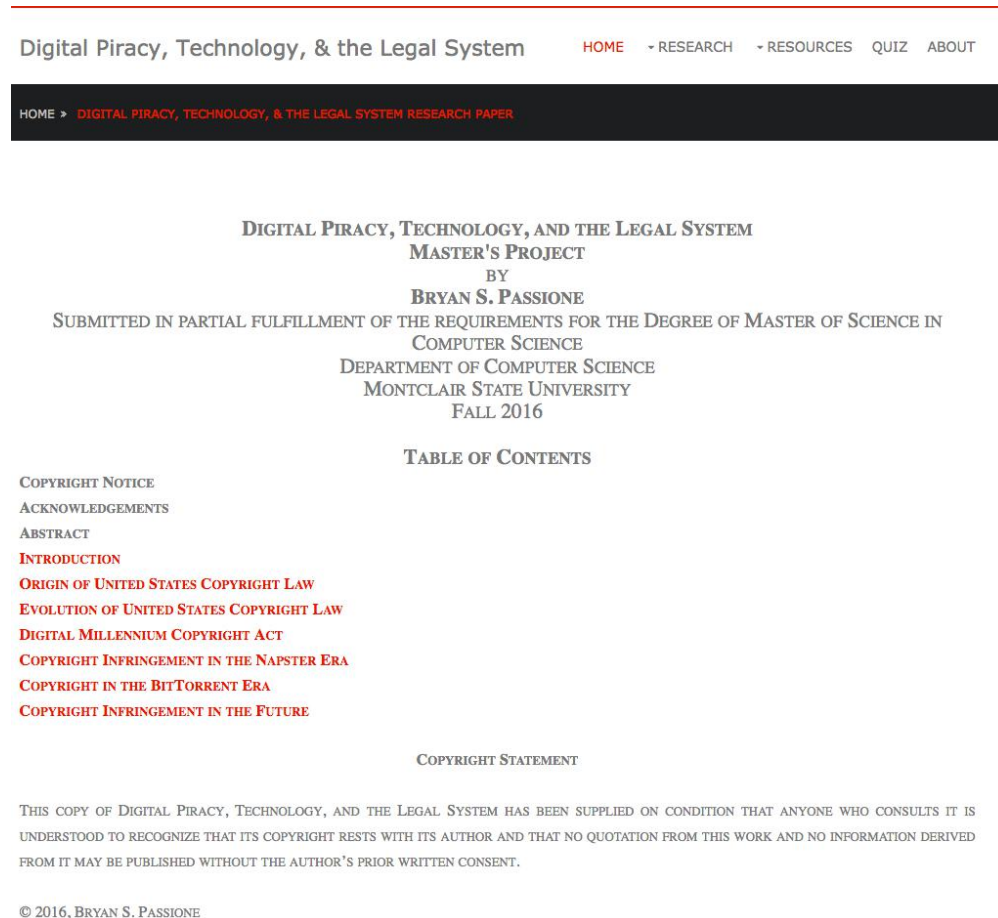 Digital Piracy, Technology, & the Legal System
HOME RESEARCH RESOURCES QUIZ ABOUT
HOME » DIGITAL PIRACY, TECHNOLOGY, & THE LEGAL SYSTEM RESEARCH PAPER
DIGITAL PIRACY, TECHNOLOGY, AND THE LEGAL SYSTEM
MASTER'S PROJECT
BY
BRYAN S. PASSIONE
SUBMITTED IN PARTIAL FULFILLMENT OF THE REQUIREMENTS FOR THE DEGREE OF MASTER OF SCIENCE IN
COMPUTER SCIENCE
DEPARTMENT OF COMPUTER SCIENCE
MONTCLAIR STATE UNIVERSITY
FALL 2016
TABLE OF CONTENTS
COPYRIGHT NOTICE
ACKNOWLEDGEMENTS
ABSTRACT
INTRODUCTION
ORIGIN OF UNITED STATES COPYRIGHT LAW
EVOLUTION OF UNITED STATES COPYRIGHT LAW
DIGITAL MILLENNIUM COPYRIGHT ACT
COPYRIGHT INFRINGEMENT IN THE NAPSTER ERA
COPYRIGHT IN THE BITTORRENT ERA
COPYRIGHT INFRINGEMENT IN THE FUTURE
COPYRIGHT STATEMENT
THIS COPY OF DIGITAL PIRACY, TECHNOLOGY, AND THE LEGAL SYSTEM HAS BEEN SUPPLIED ON CONDITION THAT ANYONE WHO CONSULTS IT IS
UNDERSTOOD TO RECOGNIZE THAT ITS COPYRIGHT RESTS WITH ITS AUTHOR AND THAT NO QUOTATION FROM THIS WORK AND NO INFORMATION DERIVED
FROM IT MAY BE PUBLISHED WITHOUT THE AUTHOR'S PRIOR WRITTEN CONSENT.
© 2016, BRYAN S. PASSIONE